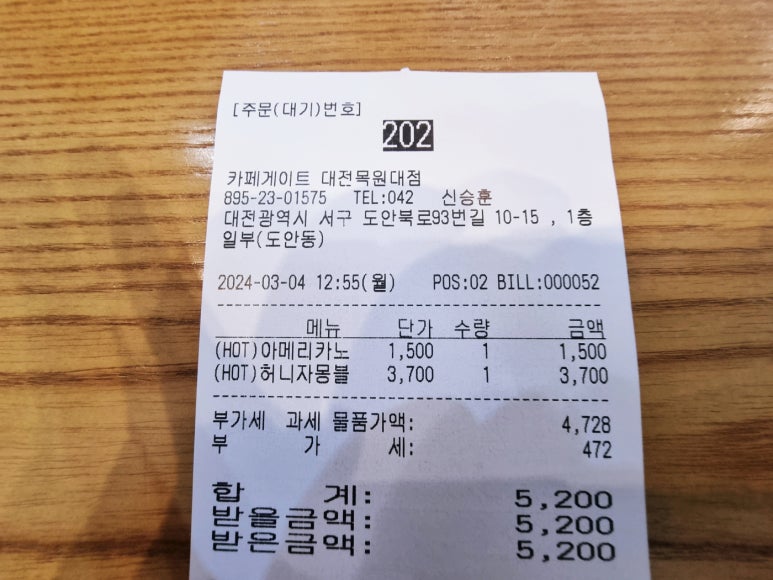 [주문(대기)번호]
202
카페게이트 대전목원대점
895-23-01575 TEL:042 신승훈
대전광역시 서구 도안북로93번길 10-15 , 1층
일부(도안동)
2024-03-04 12:55(월) POS:02 BILL:000052
메뉴 단가 수량 금액
(HOT)아메리카노 1,500 1 1,500
(HOT)허니자몽블 3,700 1 3,700
부가세 과세 물품가액: 4,728
부 가 세: 472
합 계: 5,200
받을금액: 5,200
받은금액: 5,200